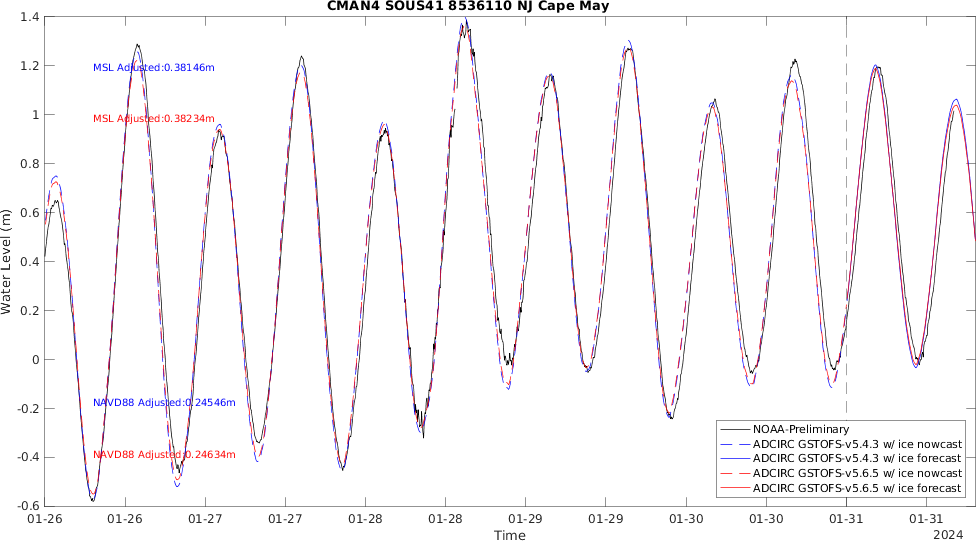 CMAN4 SOUS41 8536110 NJ Cape May
1.4
1.2
1
0.8
0.6
0.4
0.2
0
-0.2
-0.4
-0.6
Water Level (m)
MSL Adjusted:0.38146m
MSL Adjusted:0.38234m
NAVD88 Adjusted:0.24546m
NAVD88 Adjusted:0.24634m
NOAA-Preliminary
ADCIRC GSTOFS-v5.4.3 w/ ice nowcast
ADCIRC GSTOFS-v5.4.3 w/ ice forecast
ADCIRC GSTOFS-v5.6.5 w/ ice nowcast
ADCIRC GSTOFS-v5.6.5 w/ ice forecast
01-26 01-26 01-27 01-27 01-28 01-28 01-29 01-29 01-30 01-30 01-31 01-31
Time
2024